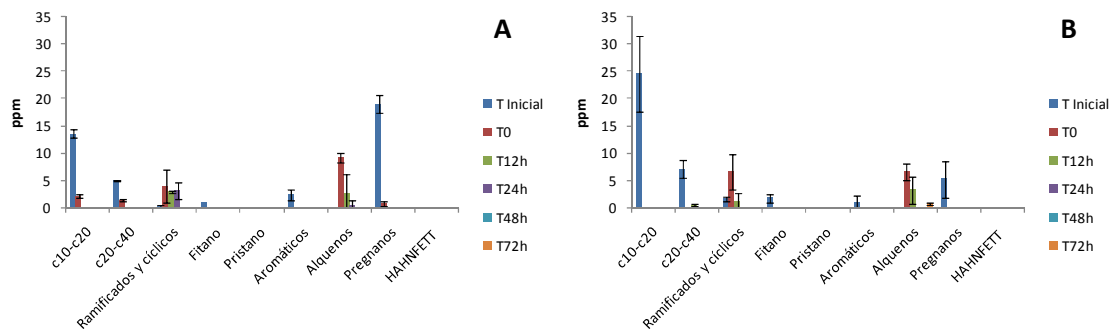 A
35
30
25
20
15
10
5
0
ppm
c10-c20
c20-c40
Ramificados y cíclicos
Fitano
Pristano
Aromáticos
Alquenos
Pregnanos
HAHNFETT
T Inicial
T0
T12h
T24h
T48h
T72h
B
35
30
25
20
15
10
5
0
ppm
c10-c20
c20-c40
Ramificados y cíclicos
Fitano
Pristano
Aromáticos
Alquenos
Pregnanos
HAHNFETT
T Inicial
T0
T12h
T24h
T48h
T72h